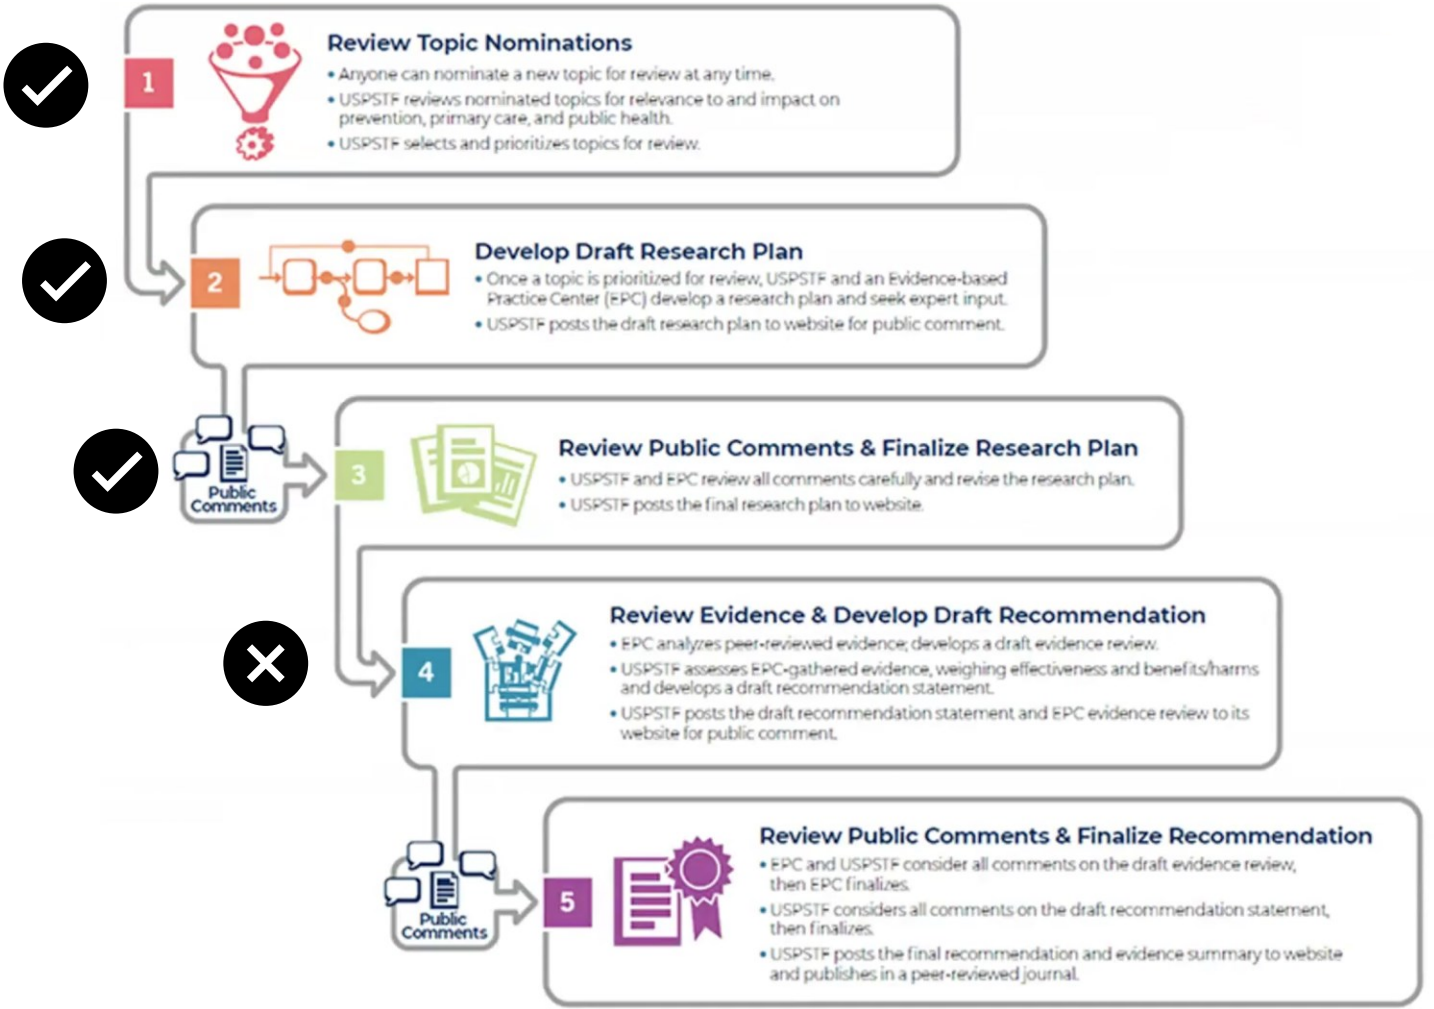 1
Review Topic Nominations
• Anyone can nominate a new topic for review at any time.
• USPSTF reviews nominated topics for relevance to and impact on
prevention, primary care, and public health.
• USPSTF selects and prioritizes topics for review.
2
Develop Draft Research Plan
• Once a topic is prioritized for review, USPSTF and an Evidence-based
Practice Center (EPC) develop a research plan and seek expert input.
• USPSTF posts the draft research plan to website for public comment.
Public
Comments
3
Review Public Comments & Finalize Research Plan
• USPSTF and EPC review all comments carefully and revise the research plan.
• USPSTF posts the final research plan to website.
4
Review Evidence & Develop Draft Recommendation
• EPC analyzes peer-reviewed evidence; develops a draft evidence review.
• USPSTF assesses EPC-gathered evidence, weighing effectiveness and benefits/harms
and develops a draft recommendation statement.
• USPSTF posts the draft recommendation statement and EPC evidence review to its
website for public comment.
Public
Comments
5
Review Public Comments & Finalize Recommendation
• EPC and USPSTF consider all comments on the draft evidence review,
then EPC finalizes.
• USPSTF considers all comments on the draft recommendation statement,
then finalizes.
• USPSTF posts the final recommendation and evidence summary to website
and publishes in a peer-reviewed journal.